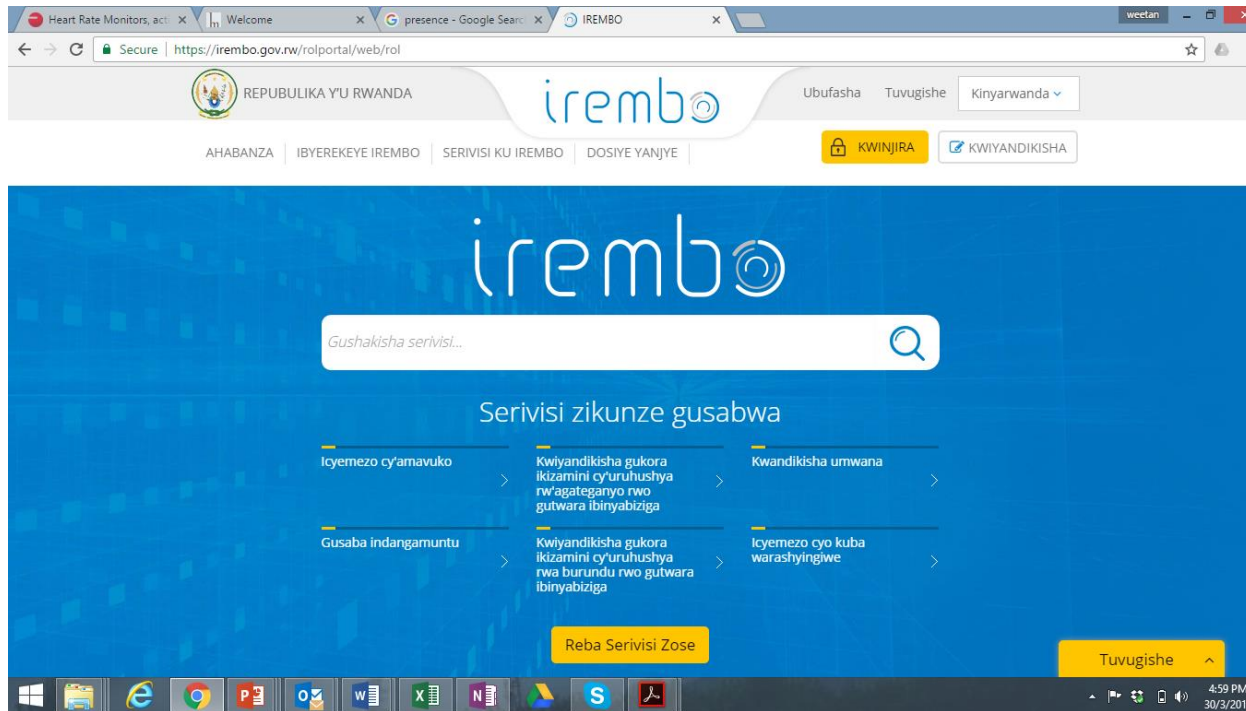 Heart Rate Monitors, acti
Welcome
presence - Google Searc
IREMBO
weetan
Secure | https://irembo.gov.rw/rolportal/web/rol
REPUBULIKA Y'U RWANDA
irembo
Ubufasha Tuvugishe Kinyarwanda
AHABANZA IBYEREKEYE IREMBO SERIVISI KU IREMBO DOSIYE YANJYE
KWINJIRA KWIYANDIKISHA
irembo
Gushakisha serivisi...
Serivisi zikunze gusabwa
Icyemezo cy'amavuko
Kwiyandikisha gukora
ikizamini cy'uruhushya
rw'agateganyo rwo
gutwara ibinyabiziga
Kwandikisha umwana
Gusaba indangamuntu
Kwiyandikisha gukora
ikizamini cy'uruhushya
rwa burundu rwo gutwara
ibinyabiziga
Icyemezo cyo kuba
warashyingiwe
Reba Serivisi Zose
Tuvugishe
4:59 PM
30/3/201